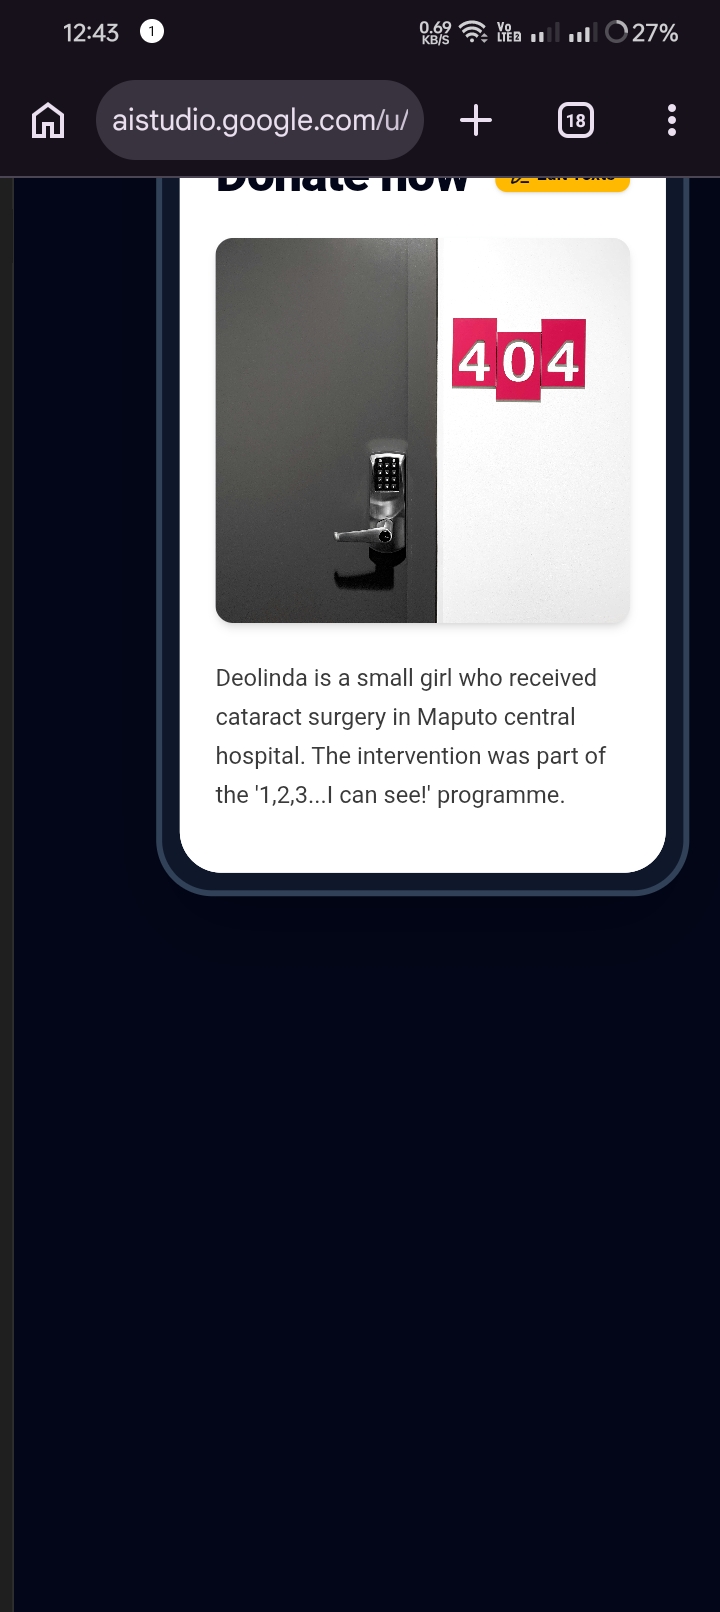 12:43
1
0.69
KB/S
Vo
LTE2
27%
aistudio.google.com/u/
18
Donate now
404
Deolinda is a small girl who received
cataract surgery in Maputo central
hospital. The intervention was part of
the '1,2,3...I can see!' programme.